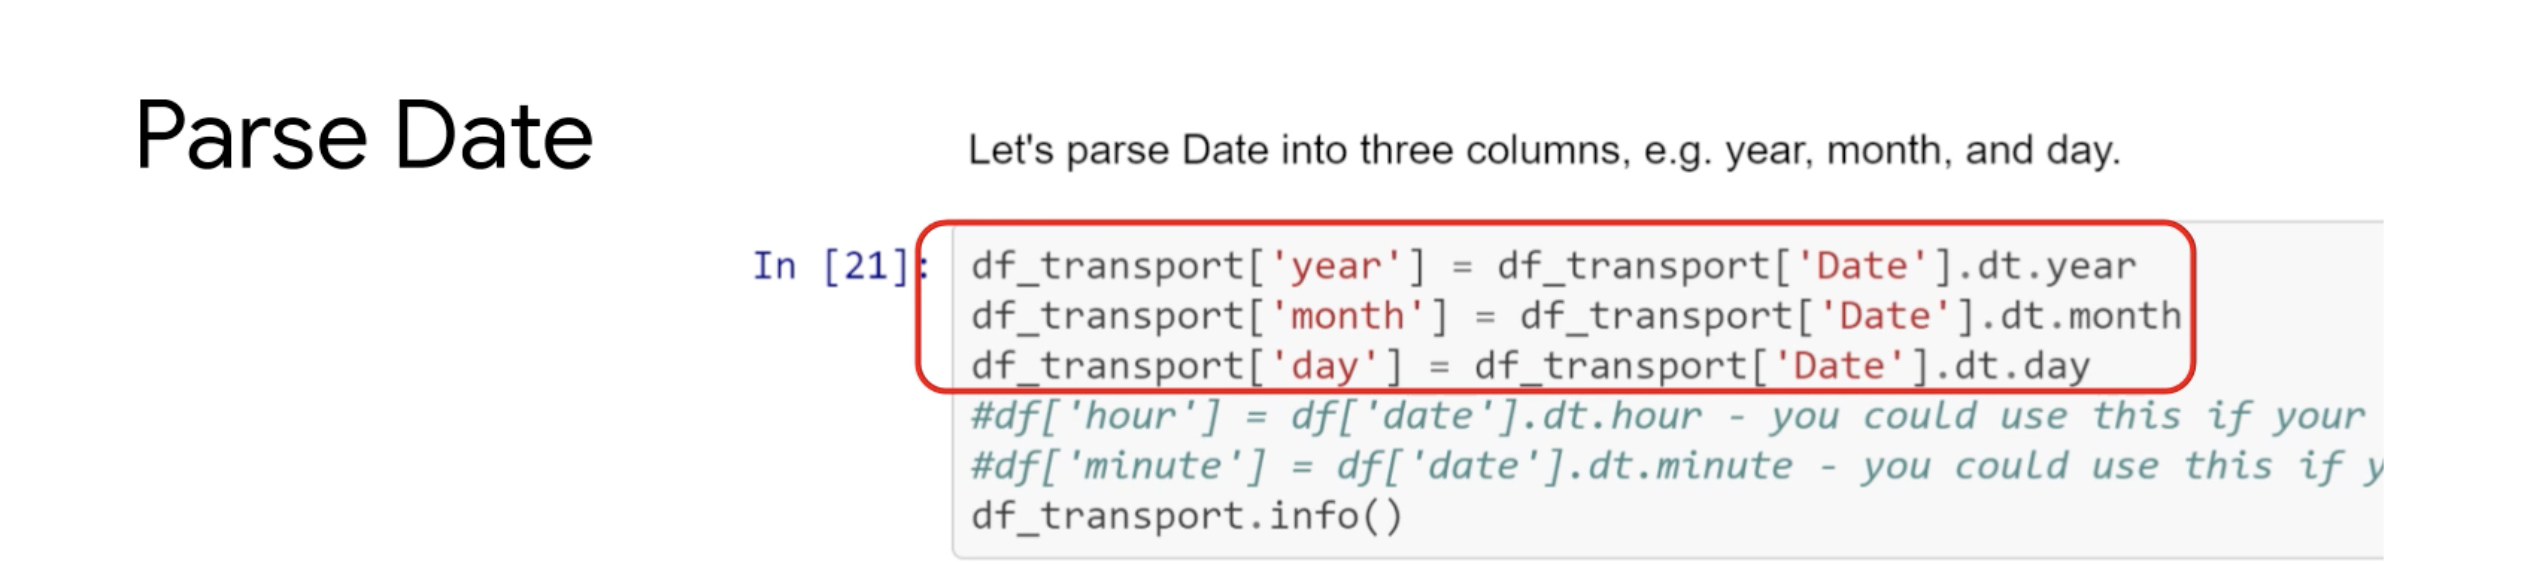 Parse Date
Let's parse Date into three columns, e.g. year, month, and day.
In [21]: df_transport['year'] = df_transport['Date'].dt.year
df_transport['month'] = df_transport['Date'].dt.month
df_transport['day'] = df_transport['Date'].dt.day
#df['hour'] = df['date'].dt.hour - you could use this if your
#df['minute'] = df['date'].dt.minute - you could use this if y
df_transport.info()